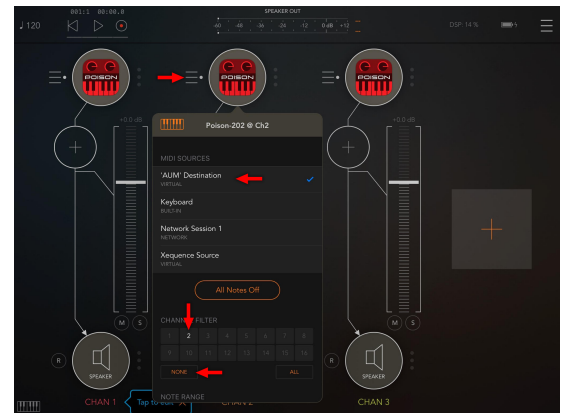 001:1 00:00.0
SPEAKER OUT
♩ 120
-60 -48 -36 -24 -12 0 dB +12
DSP: 14 %
POISON
POISON
POISON
+0.0 dB
+0.0 dB
Poison-202 @ Ch2
MIDI SOURCES
'AUM' Destination
VIRTUAL
Keyboard
BUILT-IN
Network Session 1
NETWORK
Xequence Source
VIRTUAL
All Notes Off
CHANNEL FILTER
1 2 3 4 5 6 7 8
9 10 11 12 13 14 15 16
NONE ALL
NOTE RANGE
M S
M S
R
R
SPEAKER
SPEAKER
CHAN 1
Tap to edit
CHAN 2
CHAN 3